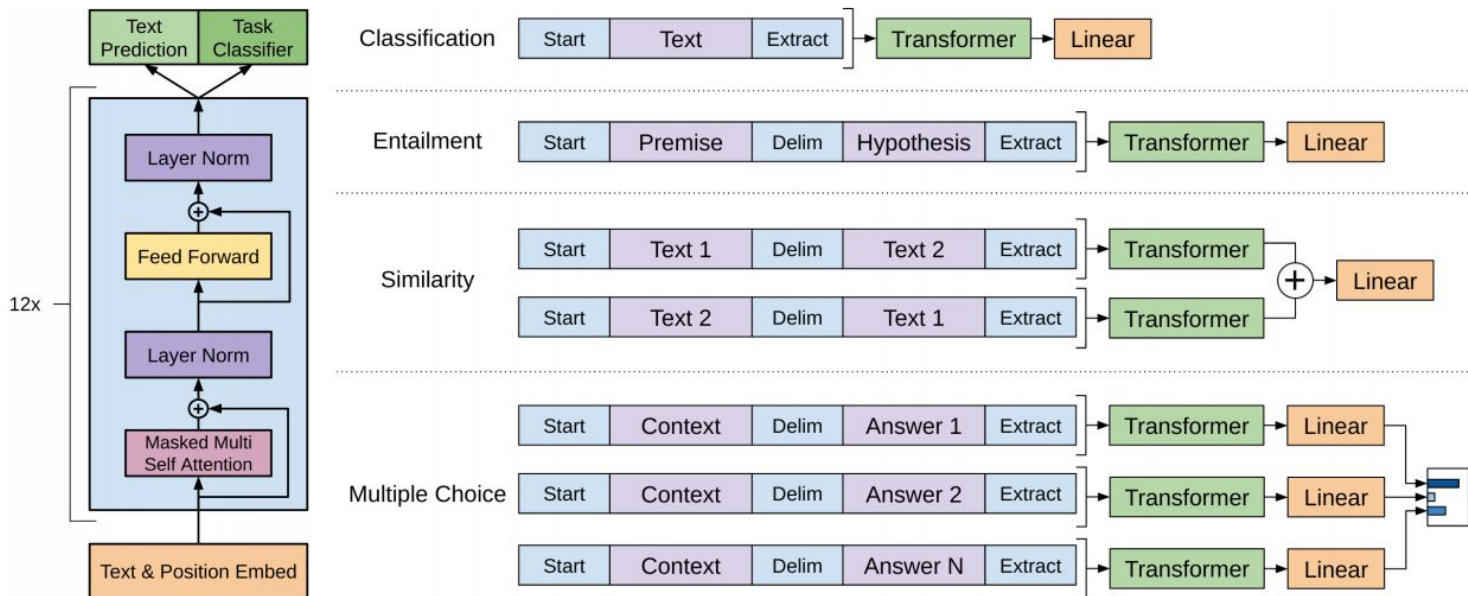 Text Prediction
Task Classifier
12x
Layer Norm
Feed Forward
Layer Norm
Masked Multi
Self Attention
Text & Position Embed
Classification
Start Text Extract Transformer Linear
Entailment
Start Premise Delim Hypothesis Extract Transformer Linear
Similarity
Start Text 1 Delim Text 2 Extract Transformer
Linear
Start Text 2 Delim Text 1 Extract Transformer
Multiple Choice
Start Context Delim Answer 1 Extract Transformer Linear
Start Context Delim Answer 2 Extract Transformer Linear
Start Context Delim Answer N Extract Transformer Linear